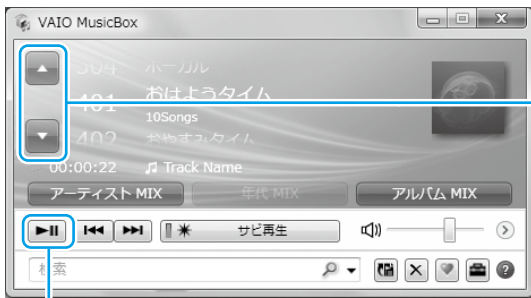 VAIO MusicBox
304 ボーカル
401 おはようタイム
10Songs
402 おやすみタイム
00:00:22 Track Name
アーティスト MIX 年代 MIX アルバム MIX
サビ再生
検索